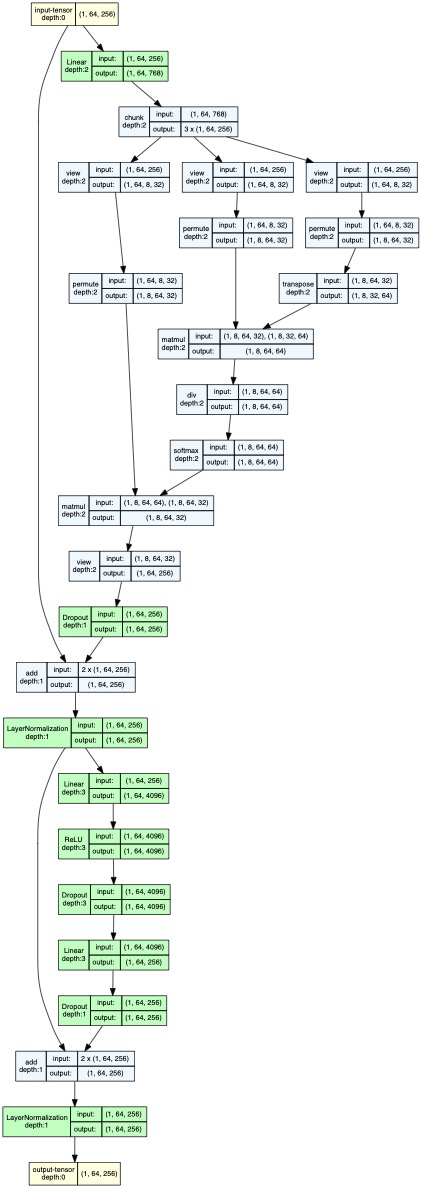 input-tensor
depth:0
(1, 64, 256)
Linear
depth:2
input:
(1, 64, 256)
output:
(1, 64, 768)
chunk
depth:2
input:
(1, 64, 768)
output:
3 x (1, 64, 256)
view
depth:2
input:
(1, 64, 256)
output:
(1, 64, 8, 32)
view
depth:2
input:
(1, 64, 256)
output:
(1, 64, 8, 32)
view
depth:2
input:
(1, 64, 256)
output:
(1, 64, 8, 32)
permute
depth:2
input:
(1, 64, 8, 32)
output:
(1, 8, 64, 32)
permute
depth:2
input:
(1, 64, 8, 32)
output:
(1, 8, 64, 32)
permute
depth:2
input:
(1, 64, 8, 32)
output:
(1, 8, 64, 32)
transpose
depth:2
input:
(1, 8, 64, 32)
output:
(1, 8, 32, 64)
matmul
depth:2
input:
(1, 8, 64, 32), (1, 8, 32, 64)
output:
(1, 8, 64, 64)
div
depth:2
input:
(1, 8, 64, 64)
output:
(1, 8, 64, 64)
softmax
depth:2
input:
(1, 8, 64, 64)
output:
(1, 8, 64, 64)
matmul
depth:2
input:
(1, 8, 64, 64), (1, 8, 64, 32)
output:
(1, 8, 64, 32)
view
depth:2
input:
(1, 8, 64, 32)
output:
(1, 64, 256)
Dropout
depth:1
input:
(1, 64, 256)
output:
(1, 64, 256)
add
depth:1
input:
2 x (1, 64, 256)
output:
(1, 64, 256)
LayerNormalization
depth:1
input:
(1, 64, 256)
output:
(1, 64, 256)
Linear
depth:3
input:
(1, 64, 256)
output:
(1, 64, 4096)
ReLU
depth:3
input:
(1, 64, 4096)
output:
(1, 64, 4096)
Dropout
depth:3
input:
(1, 64, 4096)
output:
(1, 64, 4096)
Linear
depth:3
input:
(1, 64, 4096)
output:
(1, 64, 256)
Dropout
depth:1
input:
(1, 64, 256)
output:
(1, 64, 256)
add
depth:1
input:
2 x (1, 64, 256)
output:
(1, 64, 256)
LayerNormalization
depth:1
input:
(1, 64, 256)
output:
(1, 64, 256)
output-tensor
depth:0
(1, 64, 256)